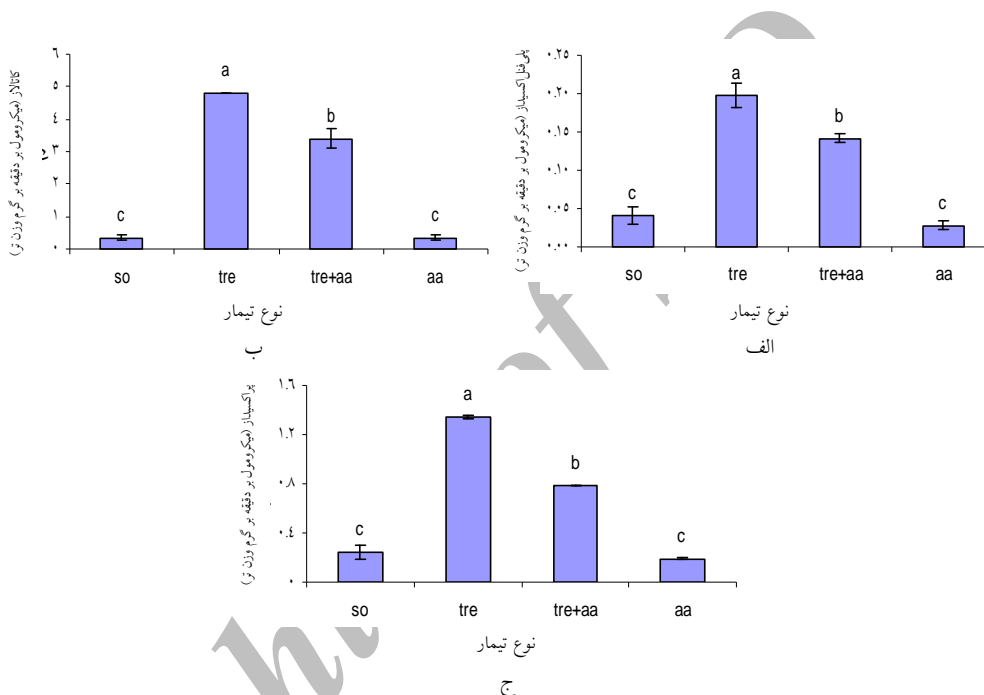 پلی‌فنل‌اکسیداز (میکرومول بر دقیقه بر گرم وزن تر)
۰.۲۵
۰.۲۰
۰.۱۵
۰.۱۰
۰.۰۵
۰.۰۰
a
b
c
c
so tre tre+aa aa
نوع تیمار
الف
کاتالاز (میکرومول بر دقیقه بر گرم وزن تر)
۶
۵
٤
۳
۲
۱
۰
a
b
c
c
so tre tre+aa aa
نوع تیمار
ب
پراکسیداز (میکرومول بر دقیقه بر گرم وزن تر)
۱.۶
۱.۲
۰.۸
۰.٤
۰
a
b
c
c
so tre tre+aa aa
نوع تیمار
ج